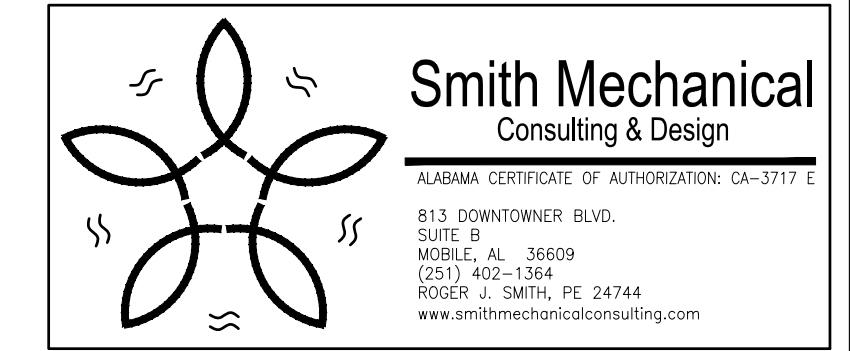 Smith Mechanical
Consulting & Design
ALABAMA CERTIFICATE OF AUTHORIZATION: CA-3717 E
813 DOWNTOWNER BLVD.
SUITE B
MOBILE, AL 36609
(251) 402-1364
ROGER J. SMITH, PE 24744
www.smithmechanicalconsulting.com